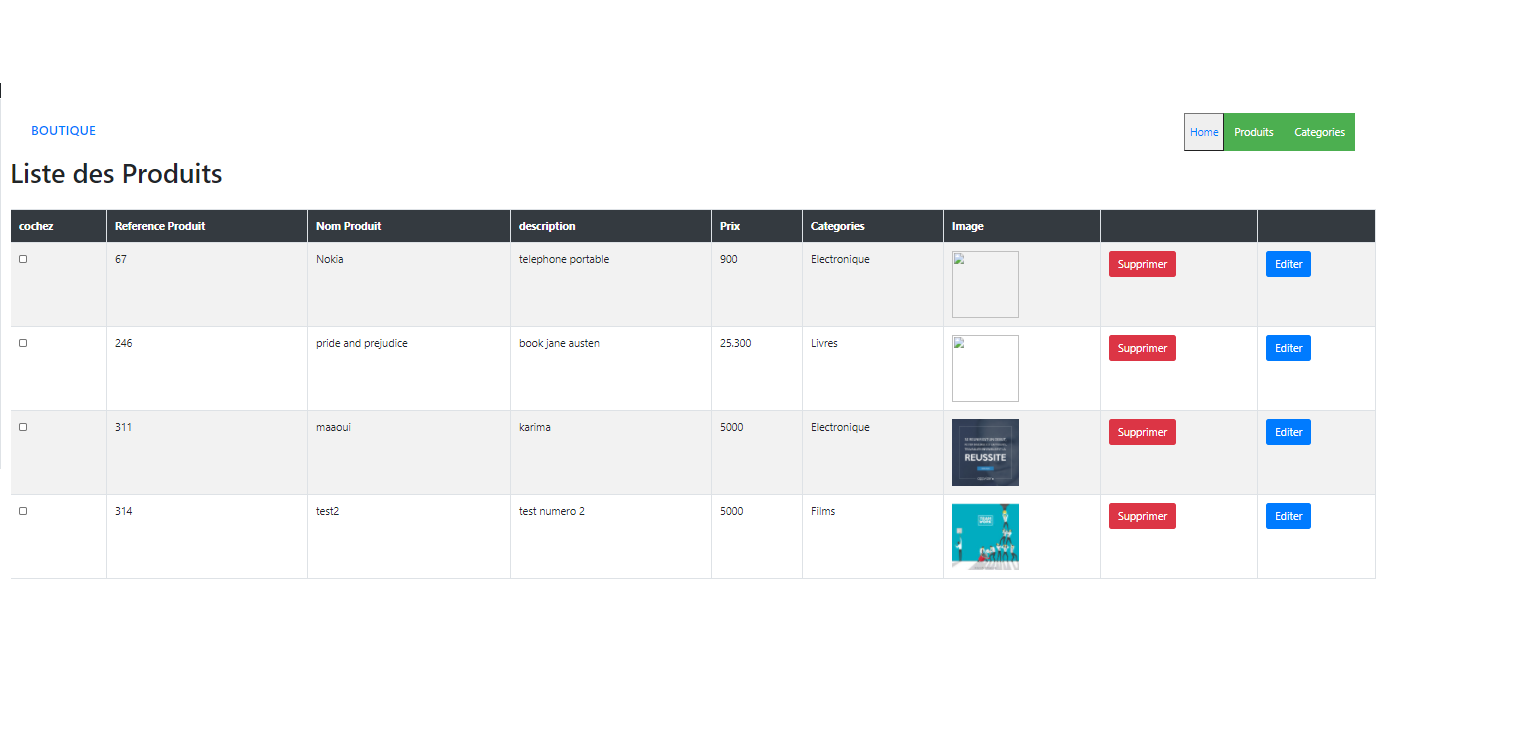 BOUTIQUE
Home Produits Categories
Liste des Produits
cochez Reference Produit Nom Produit description Prix Categories Image
67 Nokia telephone portable 900 Electronique Supprimer Editer
246 pride and prejudice book jane austen 25.300 Livres Supprimer Editer
311 maaoui karima 5000 Electronique Supprimer Editer
REUSSITE
314 test2 test numero 2 5000 Films Supprimer Editer